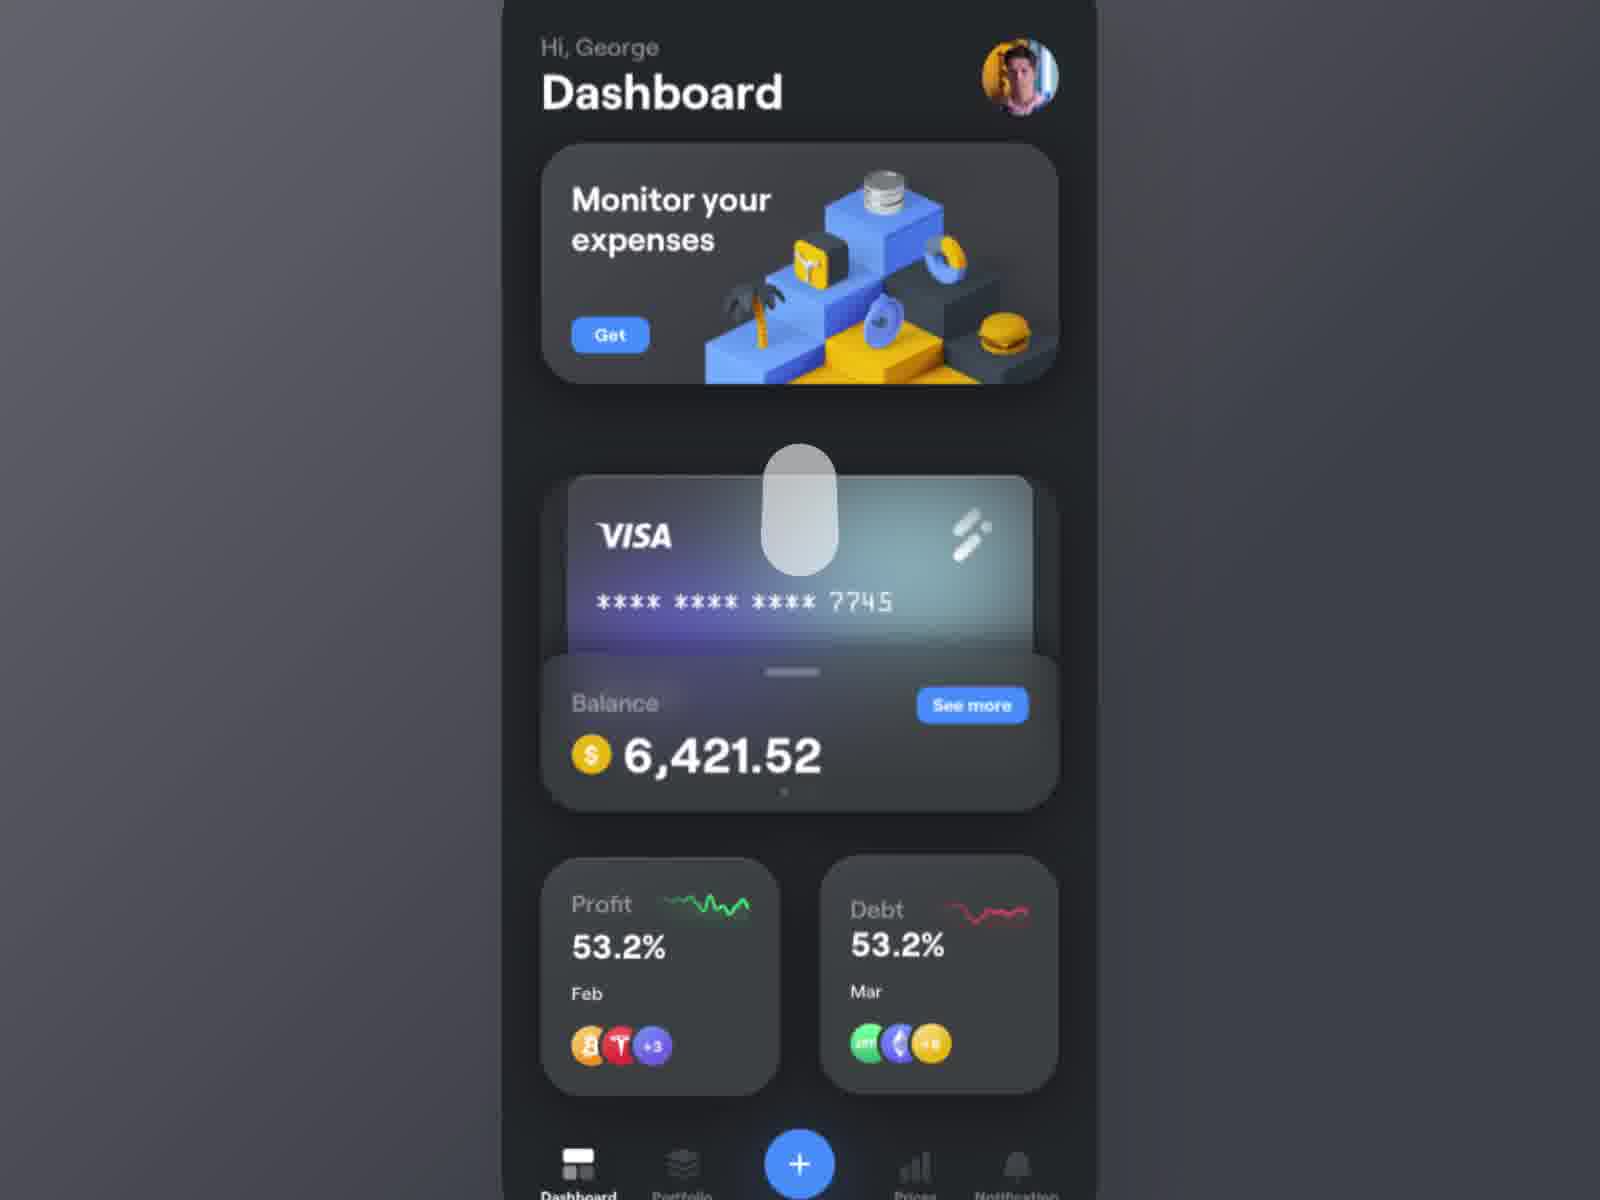 Hi, George
Dashboard
Monitor your
expenses
Get
VISA
**** **** **** 7745
Balance
See more
$ 6,421.52
Profit
53.2%
Feb
+3
Debt
53.2%
Mar
Dashboard
Portfolio
+
Prices
Notification